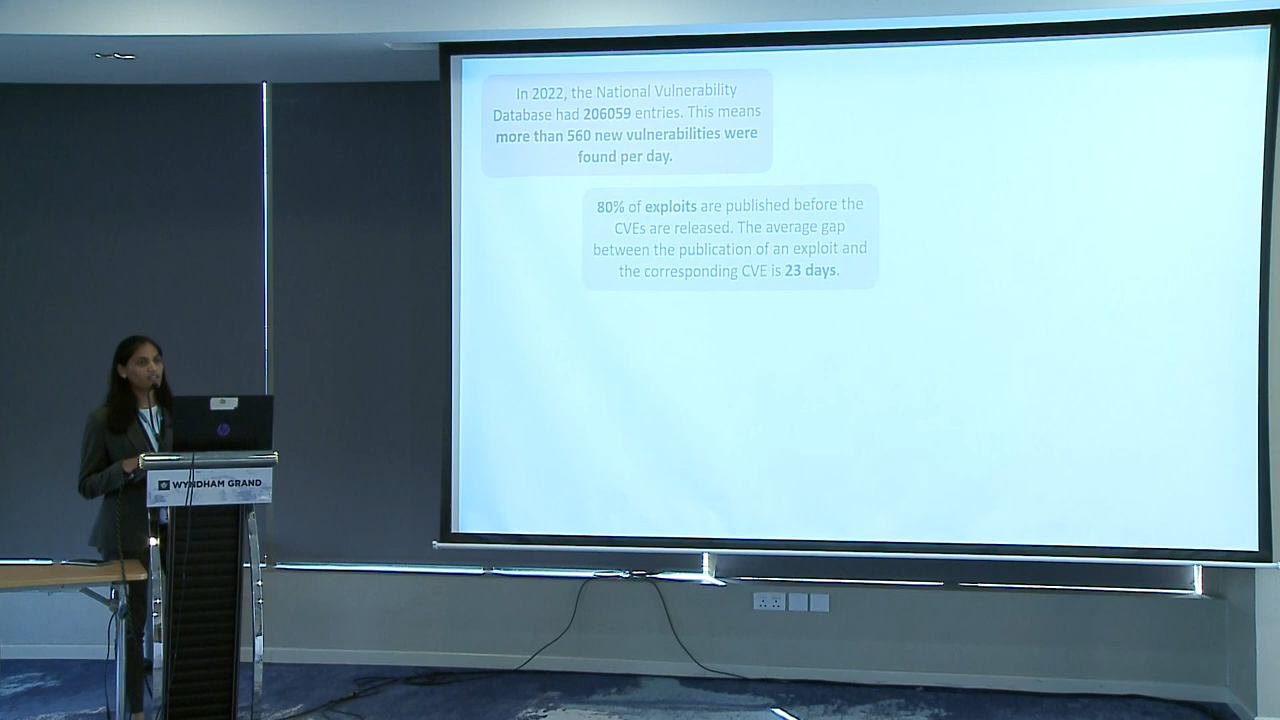 In 2022, the National Vulnerability
Database had 206059 entries. This means
more than 560 new vulnerabilities were
found per day.
80% of exploits are published before the
CVEs are released. The average gap
between the publication of an exploit and
the corresponding CVE is 23 days.
WYNDHAM GRAND